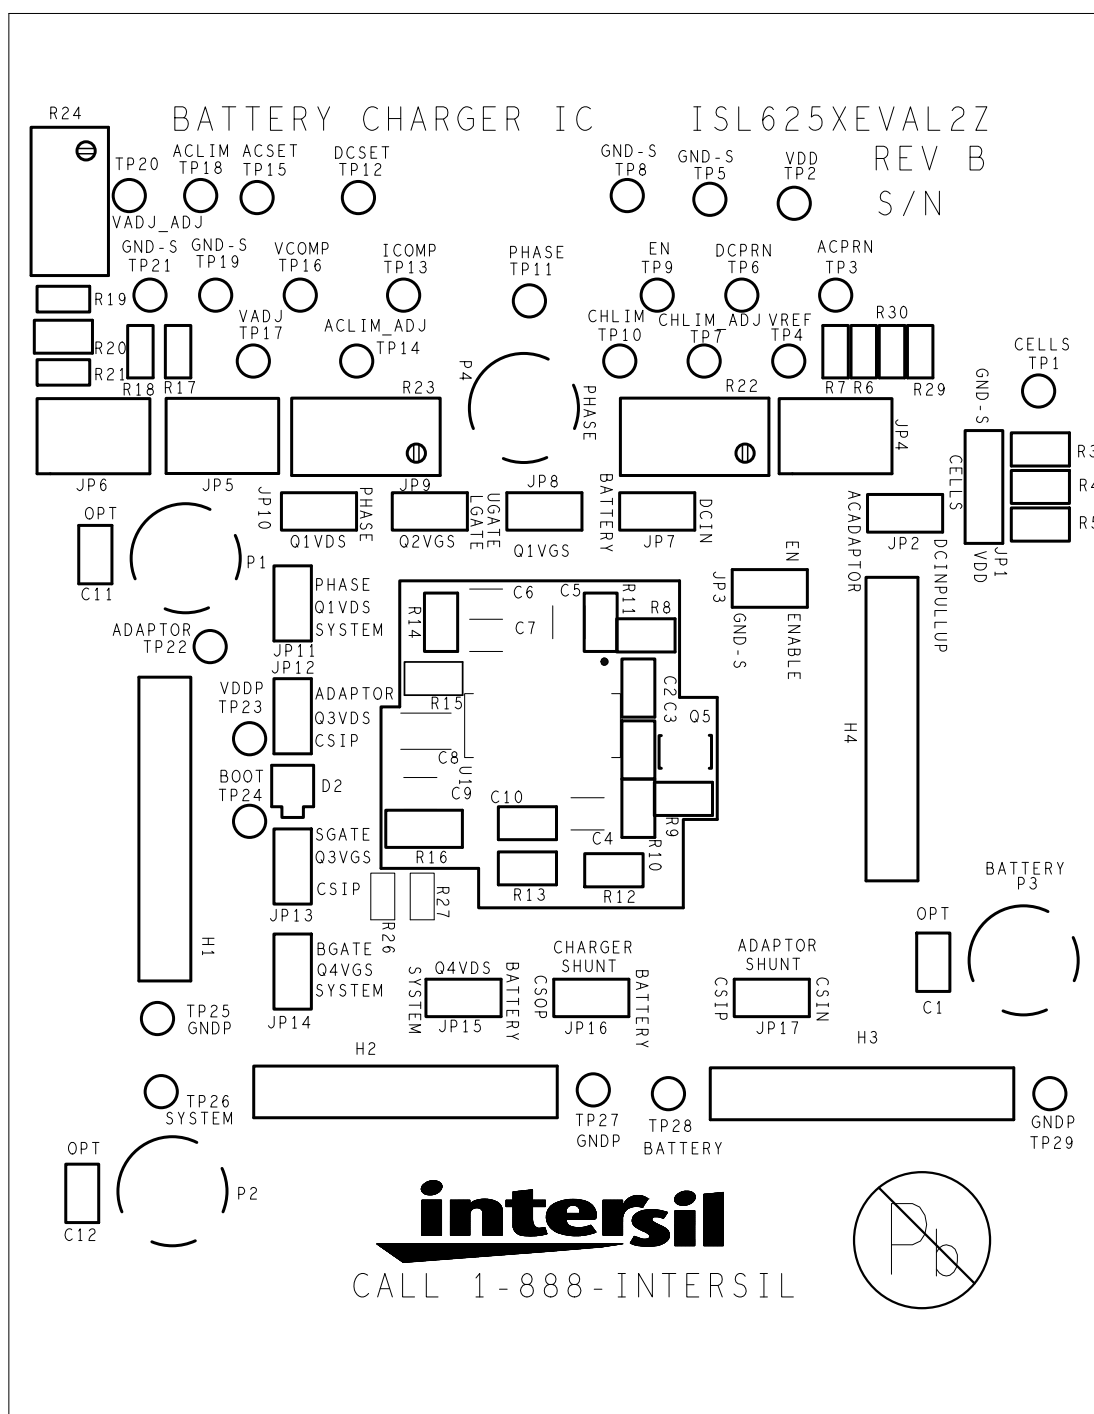 R24
BATTERY CHARGER IC
ISL625XEVAL2Z
REV B
S/N
TP20
VADJ_ADJ
ACLIM
TP18
ACSET
TP15
DCSET
TP12
GND-S
TP8
GND-S
TP5
VDD
TP2
GND-S
TP21
GND-S
TP19
VCOMP
TP16
ICOMP
TP13
PHASE
TP11
EN
TP9
DCPRN
TP6
ACPRN
TP3
R19
R20
R21
R18
R17
VADJ
TP17
ACLIM_ADJ
TP14
P4
PHASE
CHLIM
TP10
CHLIM_ADJ
TP7
VREF
TP4
R30
R7
R6
R29
CELLS
TP1
R23
R22
JP4
GND-S
CELLS
VDD
JP1
R3
R4
R5
JP6
JP5
JP10
PHASE
Q1VDS
JP9
Q2VGS
LGATE
UGATE
JP8
Q1VGS
BATTERY
JP7
DCIN
ACADAPTOR
JP2
DCINPULLUP
OPT
C11
P1
ADAPTOR
TP22
PHASE
Q1VDS
SYSTEM
JP11
JP12
ADAPTOR
Q3VDS
CSIP
VDDP
TP23
BOOT
TP24
D2
SGATE
Q3VGS
CSIP
JP13
BGATE
Q4VGS
SYSTEM
JP14
H1
R14
C6
C7
C5
R11
R8
JP3
EN
GND-S
ENABLE
R15
C2
C3
Q5
C8
U1
C9
C10
C4
R9
R10
R16
R13
R12
R26
R27
H4
BATTERY
P3
OPT
C1
SYSTEM
Q4VDS
JP15
BATTERY
CHARGER
SHUNT
CSOP
JP16
BATTERY
ADAPTOR
SHUNT
CSIP
JP17
CSIN
TP25
GNDP
H2
H3
TP26
SYSTEM
TP27
GNDP
TP28
BATTERY
GNDP
TP29
OPT
C12
P2
intersil
CALL 1-888-INTERSIL
Pb